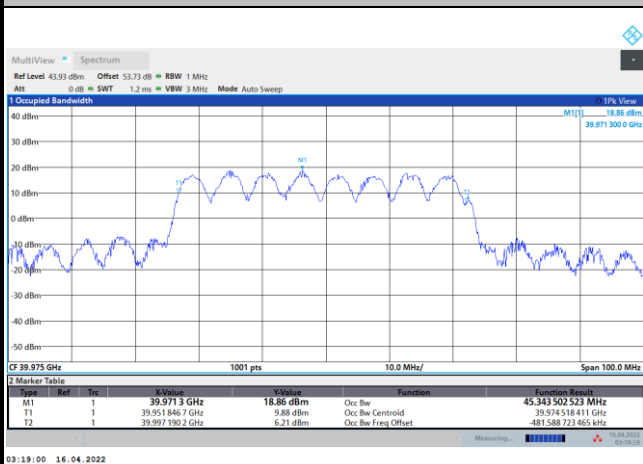 MultiView Spectrum
Ref Level 43.93 dBm Offset 53.73 dB RBW 1 MHz
Att 0 dB SWT 1.2 ms VBW 3 MHz Mode Auto Sweep
1 Occupied Bandwidth 1Pk View
M1[1] 18.86 dBm
39.971 300 0 GHz
40 dBm
30 dBm
M1
20 dBm
T1
T2
10 dBm
0 dBm
-10 dBm
-20 dBm
-30 dBm
-40 dBm
-50 dBm
CF 39.975 GHz 1001 pts 10.0 MHz/ Span 100.0 MHz
2 Marker Table
Type Ref Trc X-Value Y-Value Function Function Result
M1 1 39.971 3 GHz 18.86 dBm Occ Bw 45.343 502 523 MHz
T1 1 39.951 846 7 GHz 9.88 dBm Occ Bw Centroid 39.974 518 411 GHz
T2 1 39.997 190 2 GHz 6.21 dBm Occ Bw Freq Offset -481.588 723 465 kHz
Measuring... 16.04.2022
03:18:59
03:19:00 16.04.2022